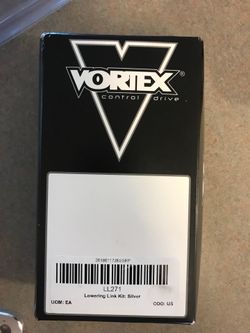 VORTEX®
control drive
LL271
Lowering Link Kit: Silver
UOM: EA COO: US